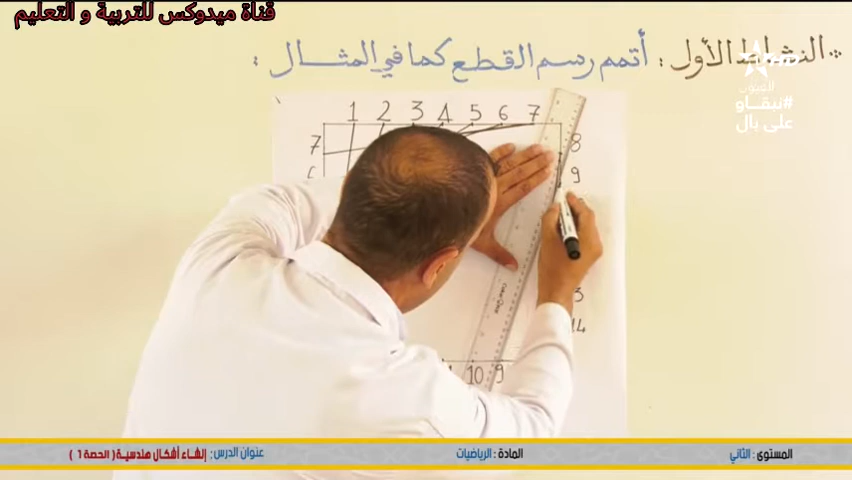 قناة ميدوكس للتربية و التعليم
النشاط الأول : أتمم رسم القطع كما في المثال :
HD
العيون
#نبقاو
على بال
1 2 3 4 5 6 7
7 8
9
14
10 9
المستوى : الثاني
المادة : الرياضيات
عنوان الدرس : إنشاء أشكال هندسية ( الحصة 1 )